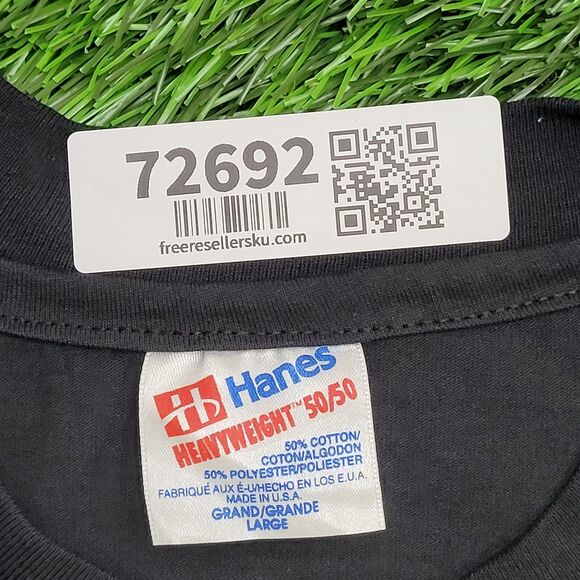 72692
freeresellersku.com
Hb Hanes
HEAVYWEIGHT™ 50/50
50% COTTON/
COTON/ALGODON
50% POLYESTER/POLIESTER
FABRIQUÉ AUX É-U/HECHO EN LOS E.U.A.
MADE IN U.S.A.
GRAND/GRANDE
LARGE